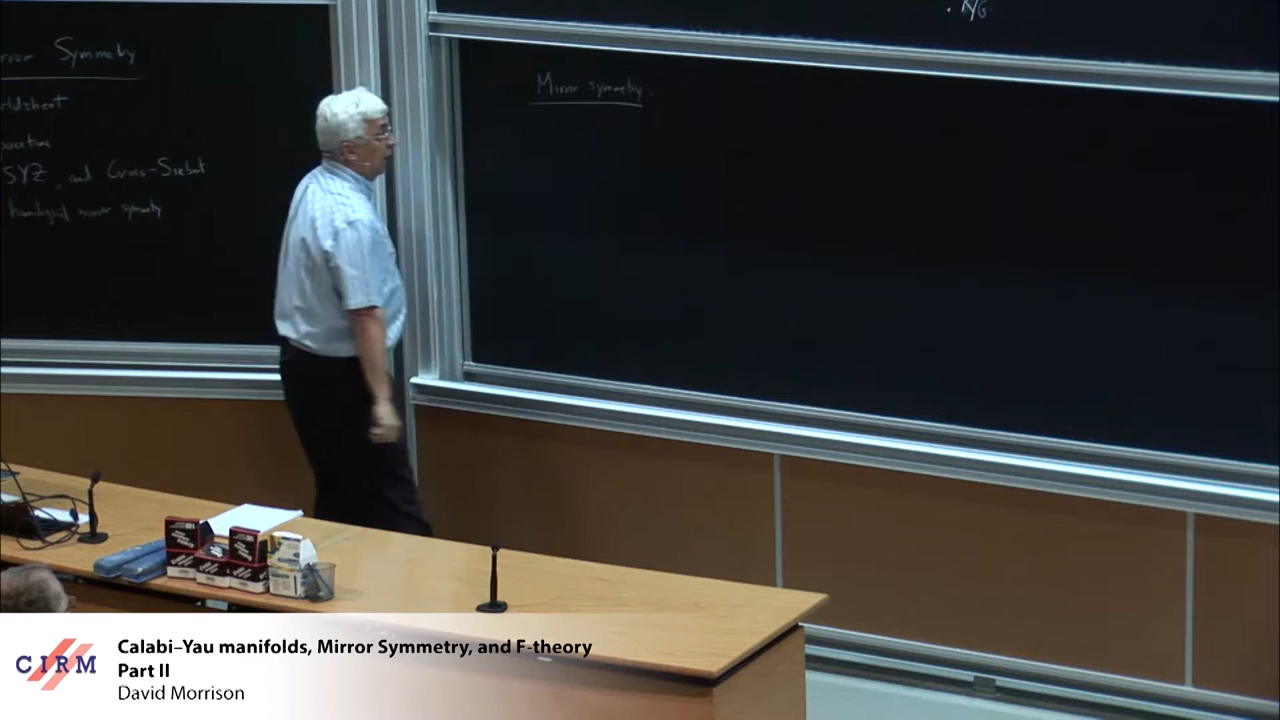 rror Symmetry
rldsheet
pacetime
SYZ, and Gross-Siebert
homological mirror symmetry
. X/G
Mirror symmetry.
CIRM
Calabi–Yau manifolds, Mirror Symmetry, and F-theory
Part II
David Morrison